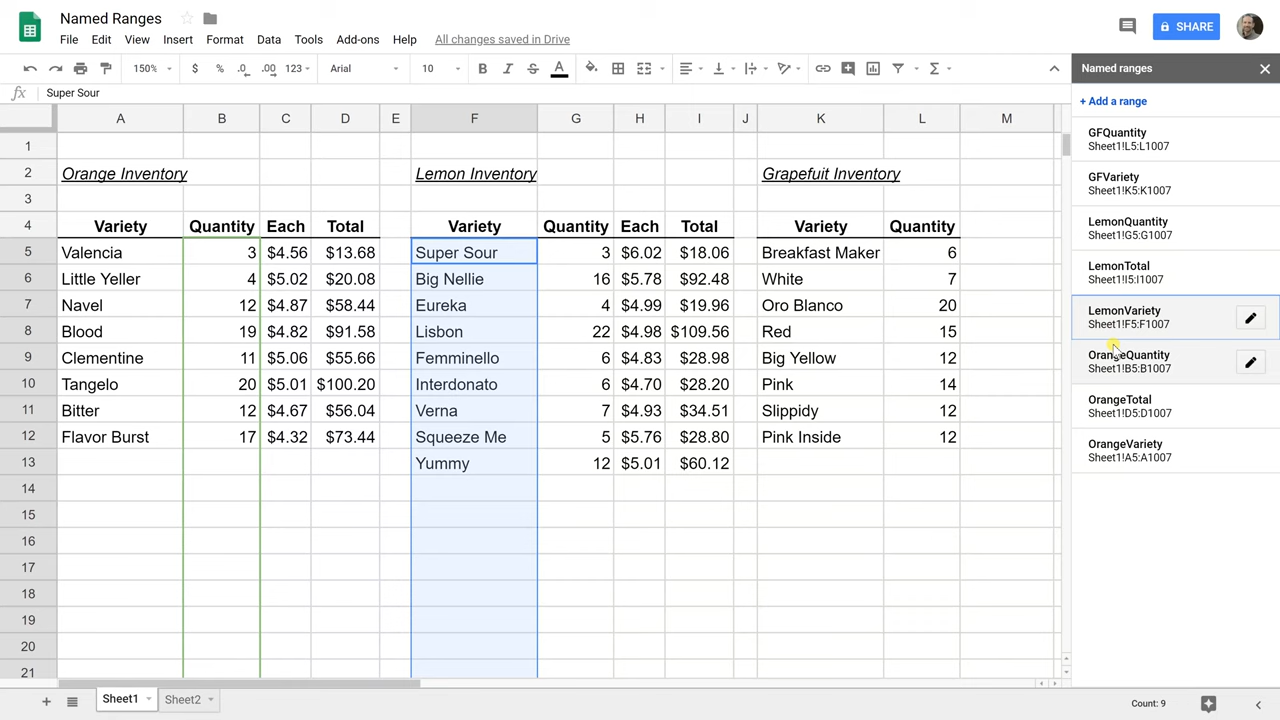 Named Ranges
File Edit View Insert Format Data Tools Add-ons Help All changes saved in Drive
SHARE
150% $ % .0 .00 123 Arial 10 B I S A
fx Super Sour
A B C D E F G H I J K L M
1
2 Orange Inventory Lemon Inventory Grapefuit Inventory
3
4 Variety Quantity Each Total Variety Quantity Each Total Variety Quantity
5 Valencia 3 $4.56 $13.68 Super Sour 3 $6.02 $18.06 Breakfast Maker 6
6 Little Yeller 4 $5.02 $20.08 Big Nellie 16 $5.78 $92.48 White 7
7 Navel 12 $4.87 $58.44 Eureka 4 $4.99 $19.96 Oro Blanco 20
8 Blood 19 $4.82 $91.58 Lisbon 22 $4.98 $109.56 Red 15
9 Clementine 11 $5.06 $55.66 Femminello 6 $4.83 $28.98 Big Yellow 12
10 Tangelo 20 $5.01 $100.20 Interdonato 6 $4.70 $28.20 Pink 14
11 Bitter 12 $4.67 $56.04 Verna 7 $4.93 $34.51 Slippidy 12
12 Flavor Burst 17 $4.32 $73.44 Squeeze Me 5 $5.76 $28.80 Pink Inside 12
13 Yummy 12 $5.01 $60.12
14
15
16
17
18
19
20
21
Named ranges
+ Add a range
GFQuantity
Sheet1!L5:L1007
GFVariety
Sheet1!K5:K1007
LemonQuantity
Sheet1!G5:G1007
LemonTotal
Sheet1!I5:I1007
LemonVariety
Sheet1!F5:F1007
OrangeQuantity
Sheet1!B5:B1007
OrangeTotal
Sheet1!D5:D1007
OrangeVariety
Sheet1!A5:A1007
Sheet1 Sheet2 Count: 9